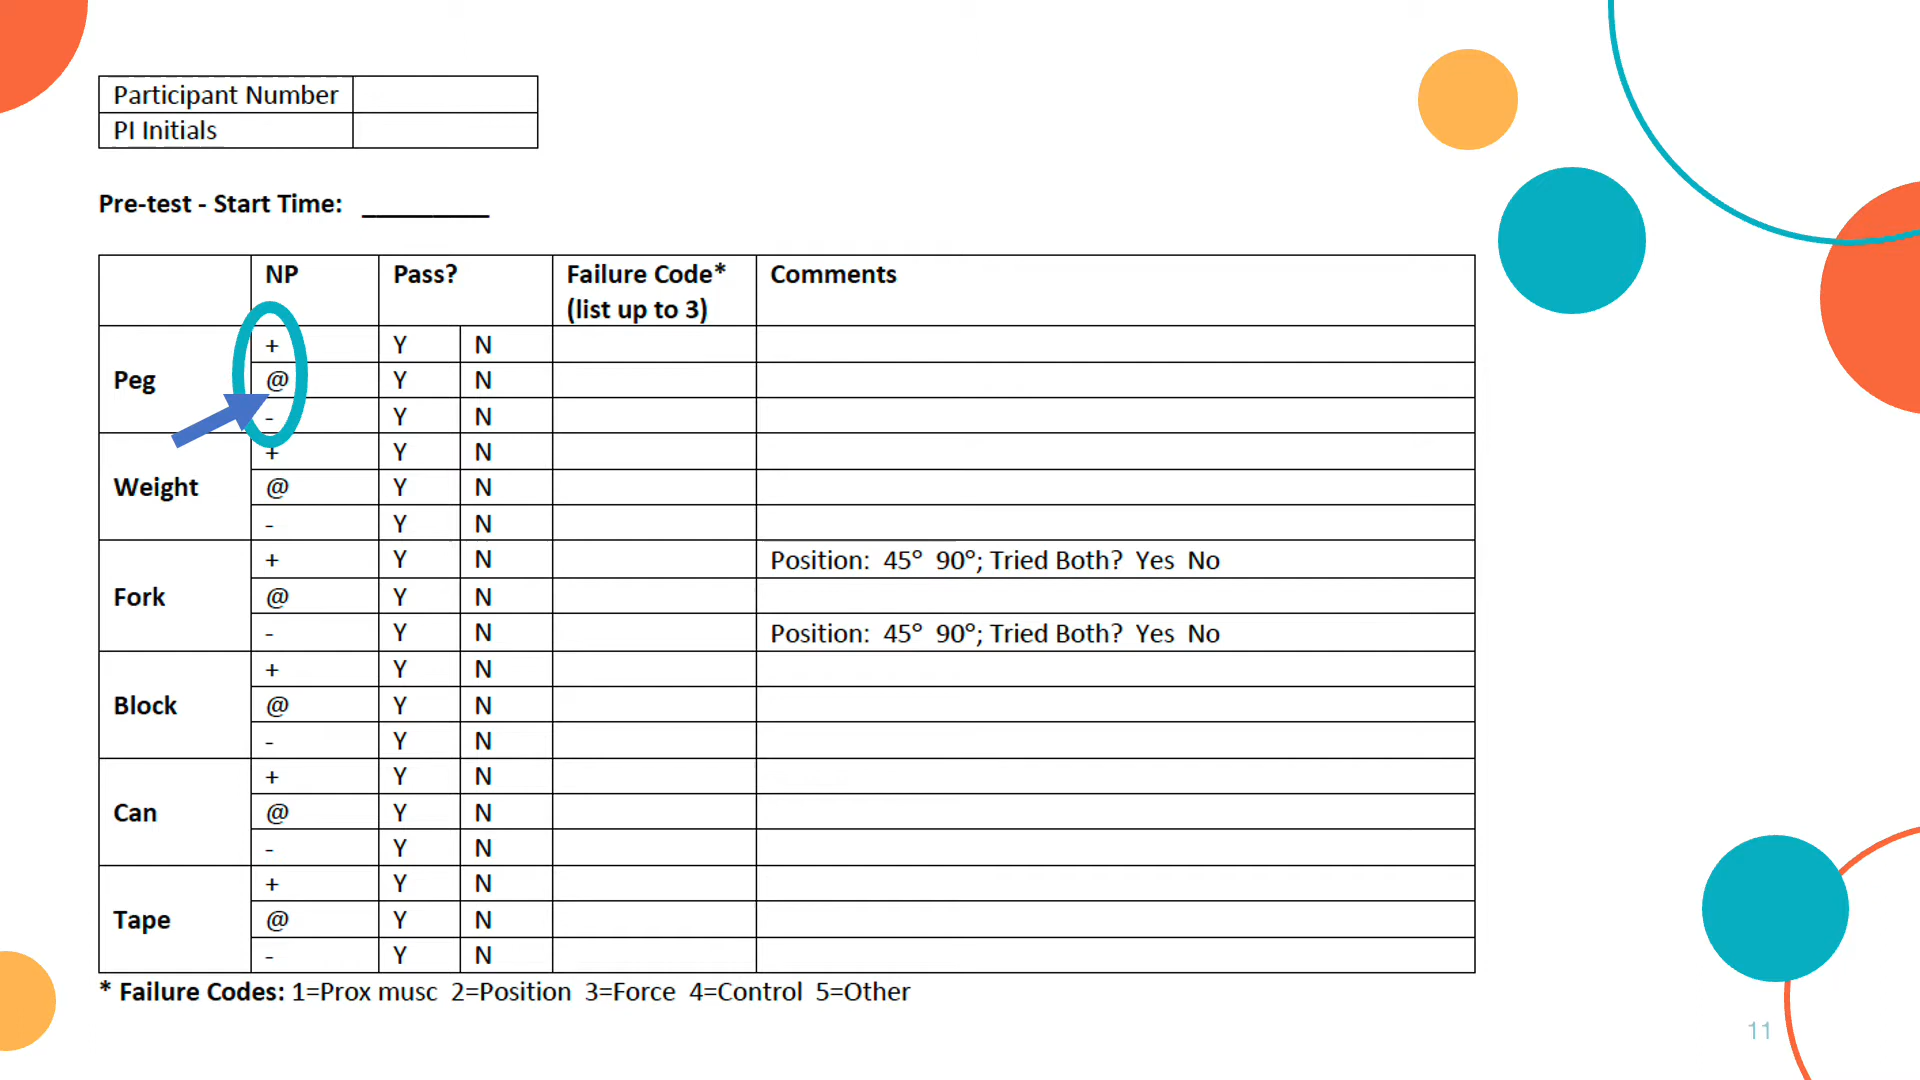 Participant Number
PI Initials
Pre-test - Start Time: _________
NP Pass? Failure Code* Comments
(list up to 3)
Peg
+ Y N
@ Y N
- Y N
Weight
+ Y N
@ Y N
- Y N
Fork
+ Y N Position: 45° 90°; Tried Both? Yes No
@ Y N
- Y N Position: 45° 90°; Tried Both? Yes No
Block
+ Y N
@ Y N
- Y N
Can
+ Y N
@ Y N
- Y N
Tape
+ Y N
@ Y N
- Y N
* Failure Codes: 1=Prox musc 2=Position 3=Force 4=Control 5=Other
11